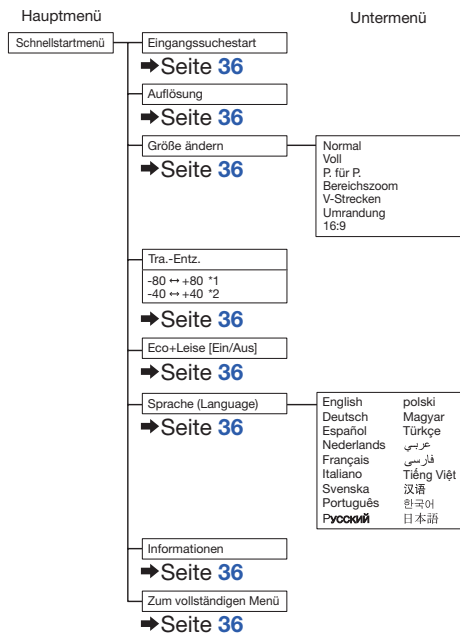 Hauptmenü
Untermenü
Schnellstartmenü
Eingangssuchestart
➡Seite 36
Auflösung
➡Seite 36
Größe ändern
➡Seite 36
Normal
Voll
P. für P.
Bereichszoom
V-Strecken
Umrandung
16:9
Tra.-Entz.
-80 ↔ +80 *1
-40 ↔ +40 *2
➡Seite 36
Eco+Leise [Ein/Aus]
➡Seite 36
Sprache (Language)
➡Seite 36
English polski
Deutsch Magyar
Español Türkçe
Nederlands عربي
Français فارسی
Italiano Tiếng Việt
Svenska 汉语
Português 한국어
Русский 日本語
Informationen
➡Seite 36
Zum vollständigen Menü
➡Seite 36